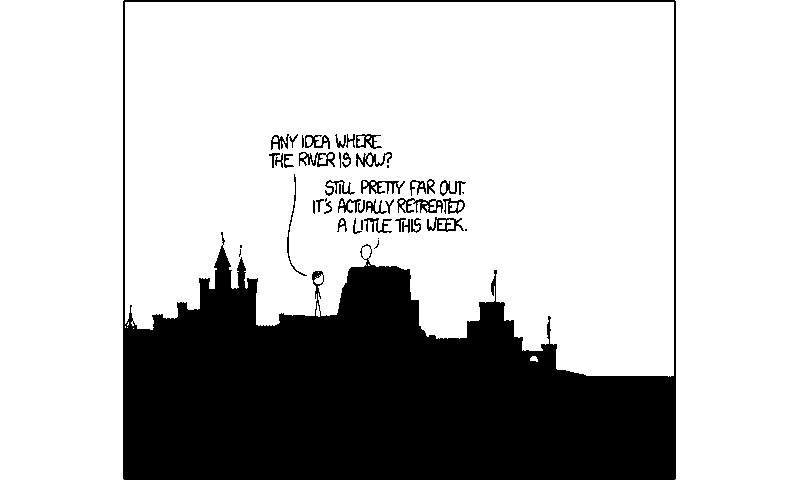 ANY IDEA WHERE
THE RIVER IS NOW?
STILL PRETTY FAR OUT.
IT'S ACTUALLY RETREATED
A LITTLE THIS WEEK.